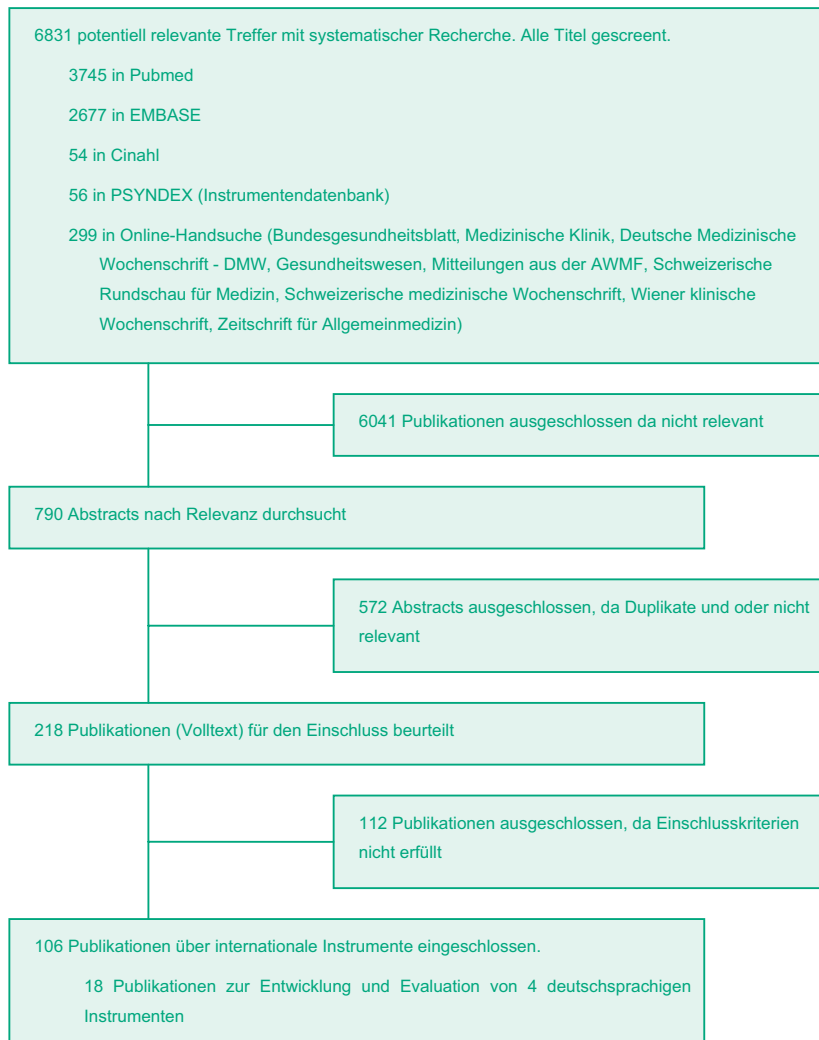 6831 potentiell relevante Treffer mit systematischer Recherche. Alle Titel gescreent.
3745 in Pubmed
2677 in EMBASE
54 in Cinahl
56 in PSYNDEX (Instrumentendatenbank)
299 in Online-Handsuche (Bundesgesundheitsblatt, Medizinische Klinik, Deutsche Medizinische
Wochenschrift - DMW, Gesundheitswesen, Mitteilungen aus der AWMF, Schweizerische
Rundschau für Medizin, Schweizerische medizinische Wochenschrift, Wiener klinische
Wochenschrift, Zeitschrift für Allgemeinmedizin)
6041 Publikationen ausgeschlossen da nicht relevant
790 Abstracts nach Relevanz durchsucht
572 Abstracts ausgeschlossen, da Duplikate und oder nicht
relevant
218 Publikationen (Volltext) für den Einschluss beurteilt
112 Publikationen ausgeschlossen, da Einschlusskriterien
nicht erfüllt
106 Publikationen über internationale Instrumente eingeschlossen.
18 Publikationen zur Entwicklung und Evaluation von 4 deutschsprachigen
Instrumenten